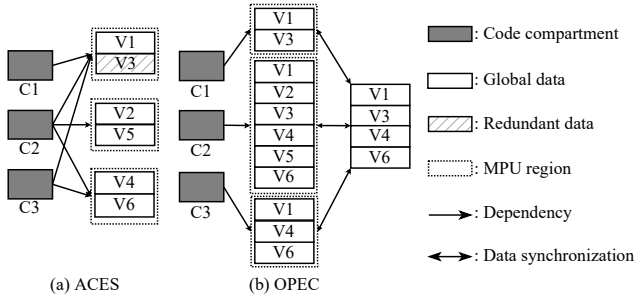 V1
V3
C1
V2
V5
C2
V4
V6
C3
(a) ACES
V1
V3
C1
V1
V2
V3
V4
V5
V6
C2
V1
V4
V6
C3
V1
V3
V4
V6
(b) OPEC
: Code compartment
: Global data
: Redundant data
: MPU region
: Dependency
: Data synchronization